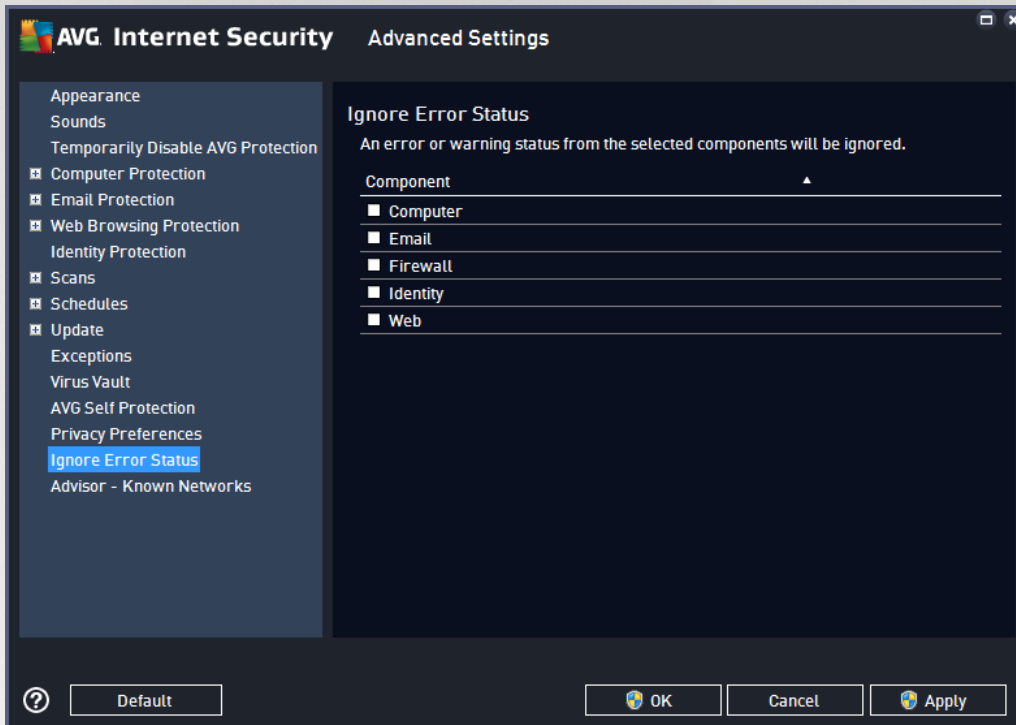 AVG. Internet Security Advanced Settings
Appearance
Sounds
Temporarily Disable AVG Protection
Computer Protection
Email Protection
Web Browsing Protection
Identity Protection
Scans
Schedules
Update
Exceptions
Virus Vault
AVG Self Protection
Privacy Preferences
Ignore Error Status
Advisor - Known Networks
Ignore Error Status
An error or warning status from the selected components will be ignored.
Component
Computer
Email
Firewall
Identity
Web
Default
OK
Cancel
Apply